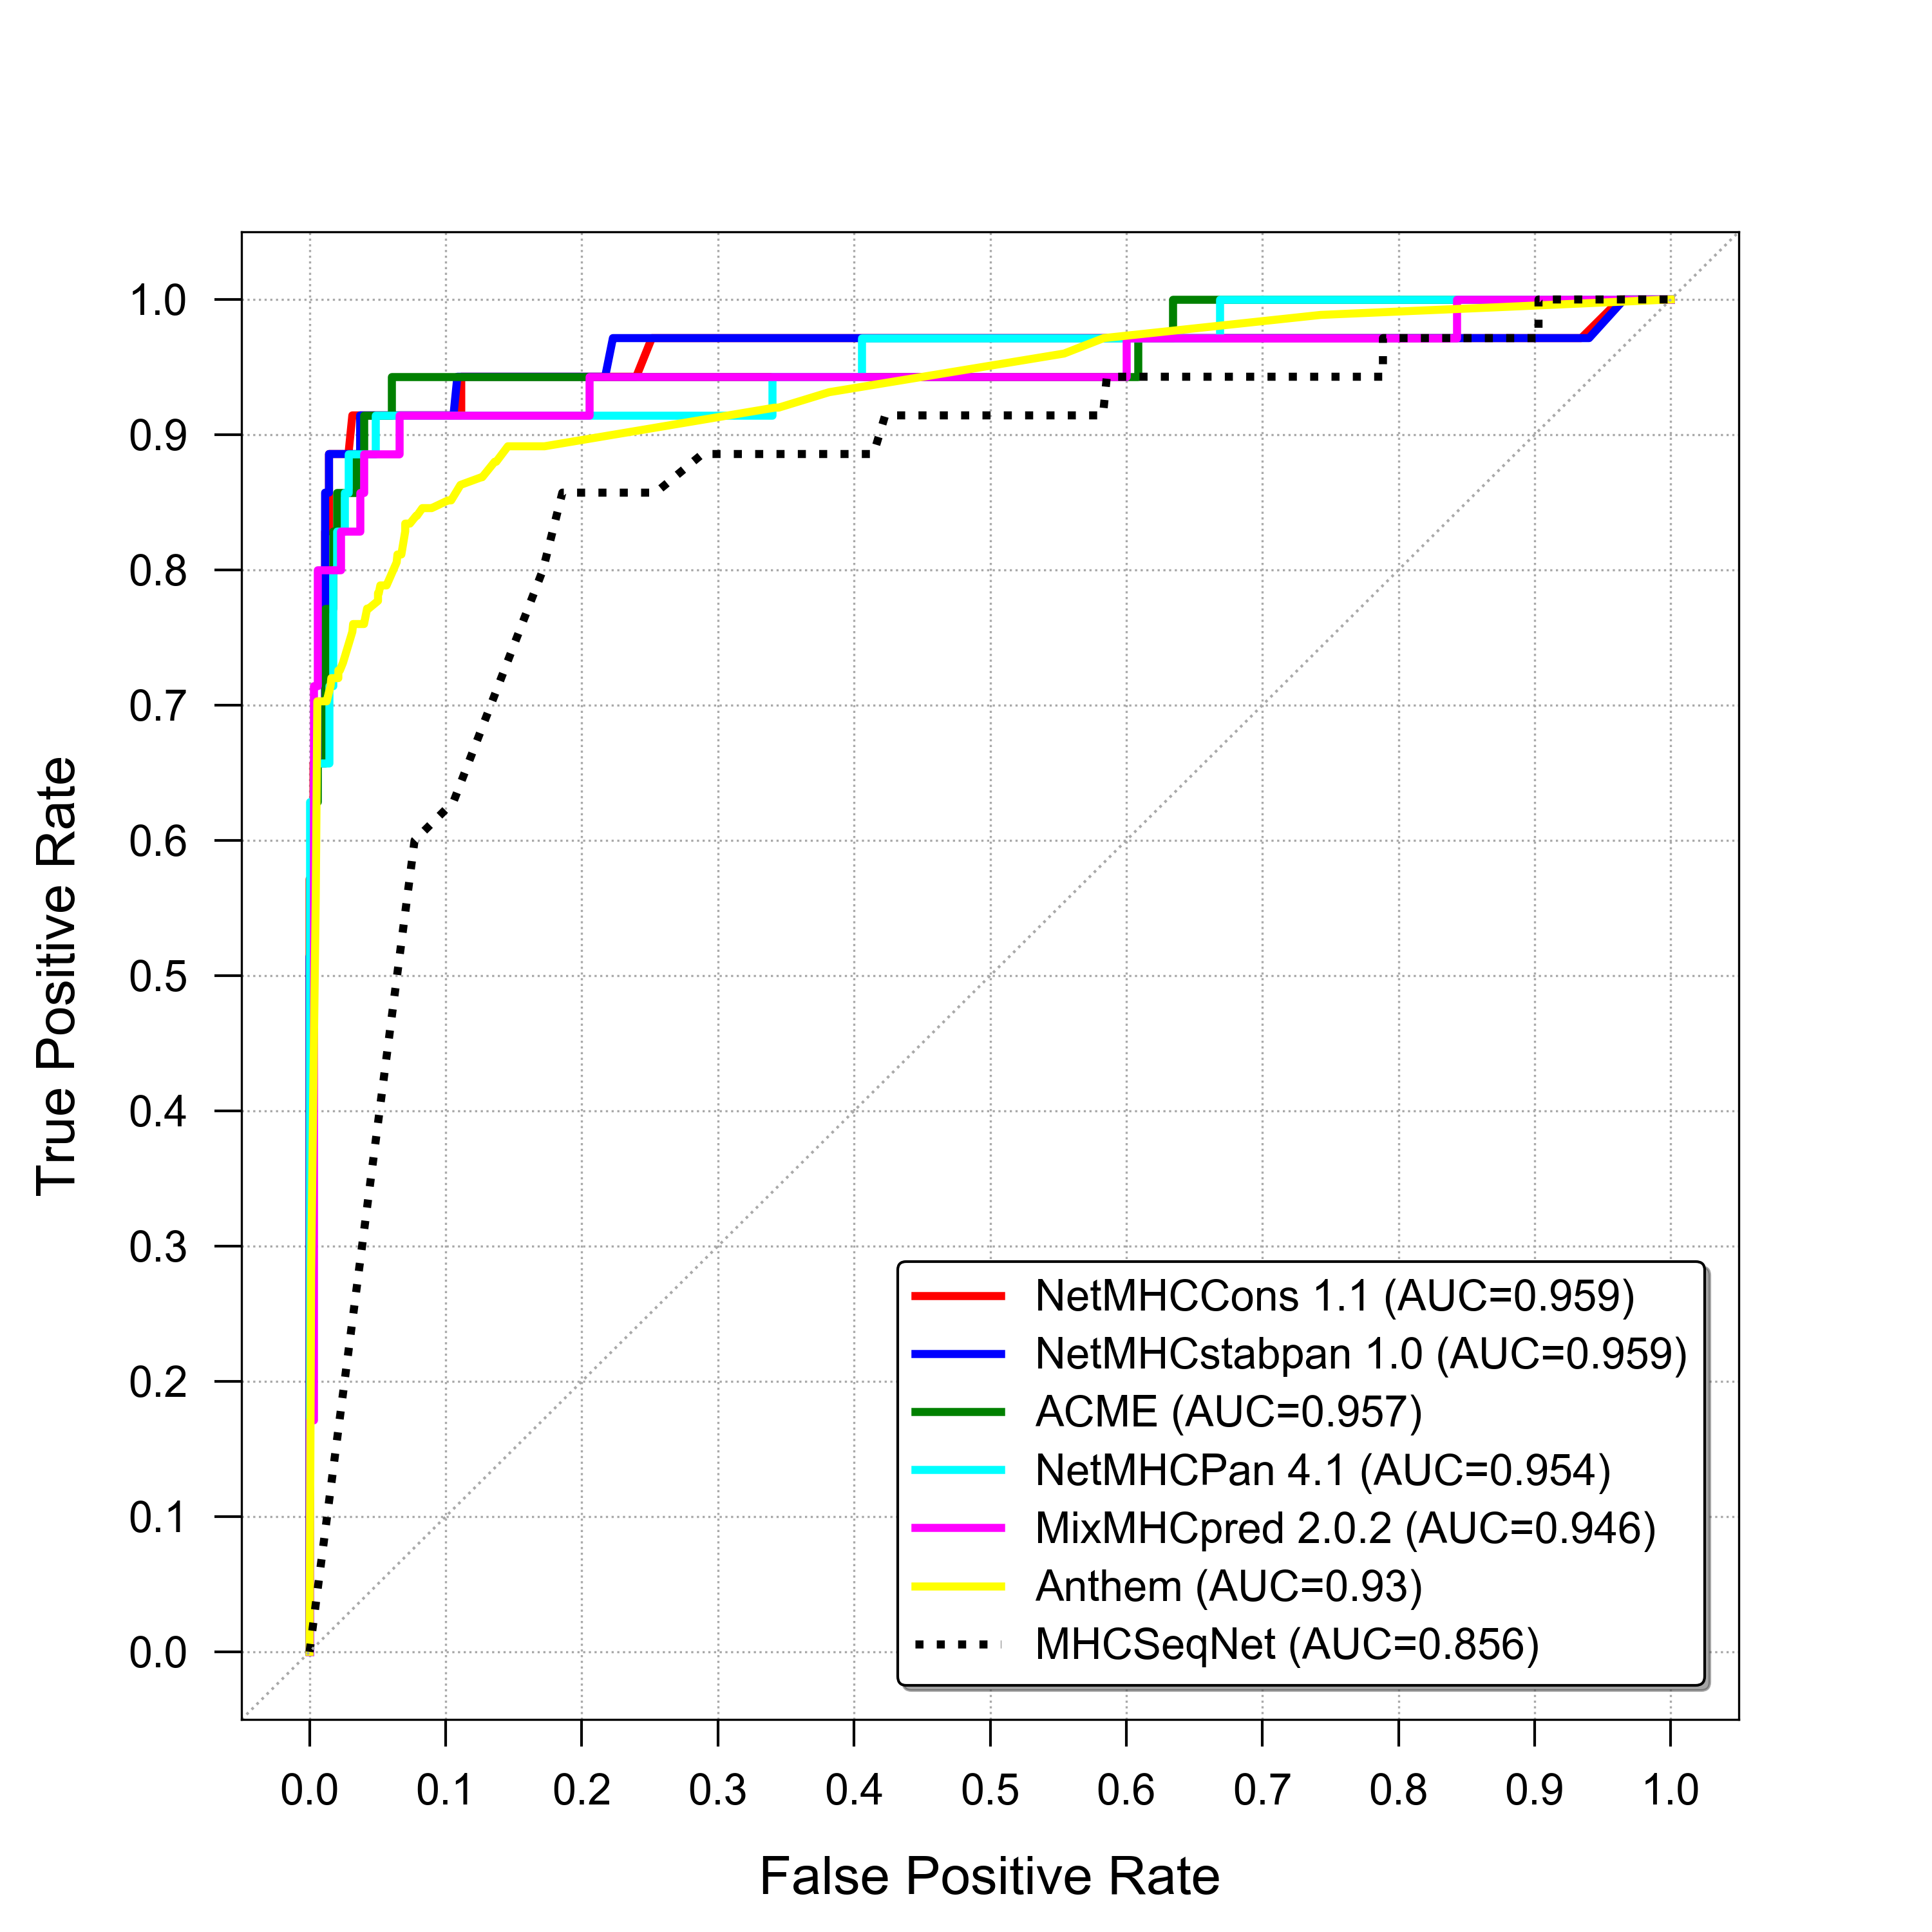 1.0
0.9
0.8
0.7
0.6
0.5
0.4
0.3
0.2
0.1
0.0
True Positive Rate
NetMHCCons 1.1 (AUC=0.959)
NetMHCstabpan 1.0 (AUC=0.959)
ACME (AUC=0.957)
NetMHCPan 4.1 (AUC=0.954)
MixMHCpred 2.0.2 (AUC=0.946)
Anthem (AUC=0.93)
MHCSeqNet (AUC=0.856)
0.0 0.1 0.2 0.3 0.4 0.5 0.6 0.7 0.8 0.9 1.0
False Positive Rate